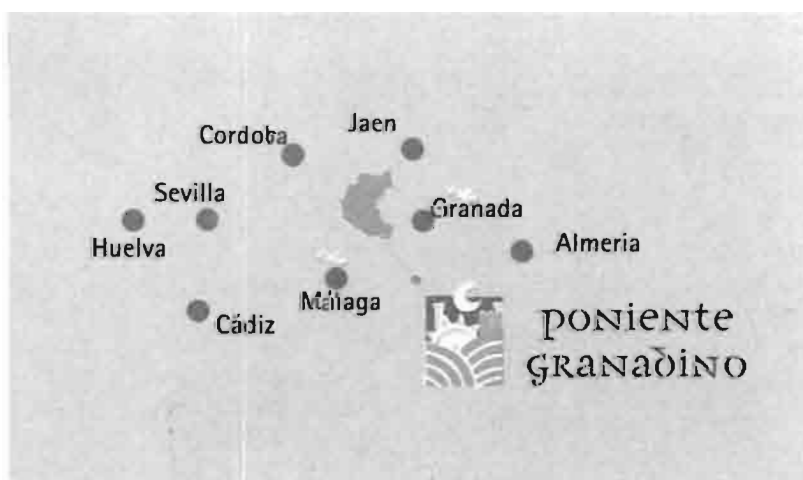 Jaen
Cordoba
Sevilla
Granada
Huelva
Almeria
Málaga
Cádiz
PONIENTE
GRANADINO